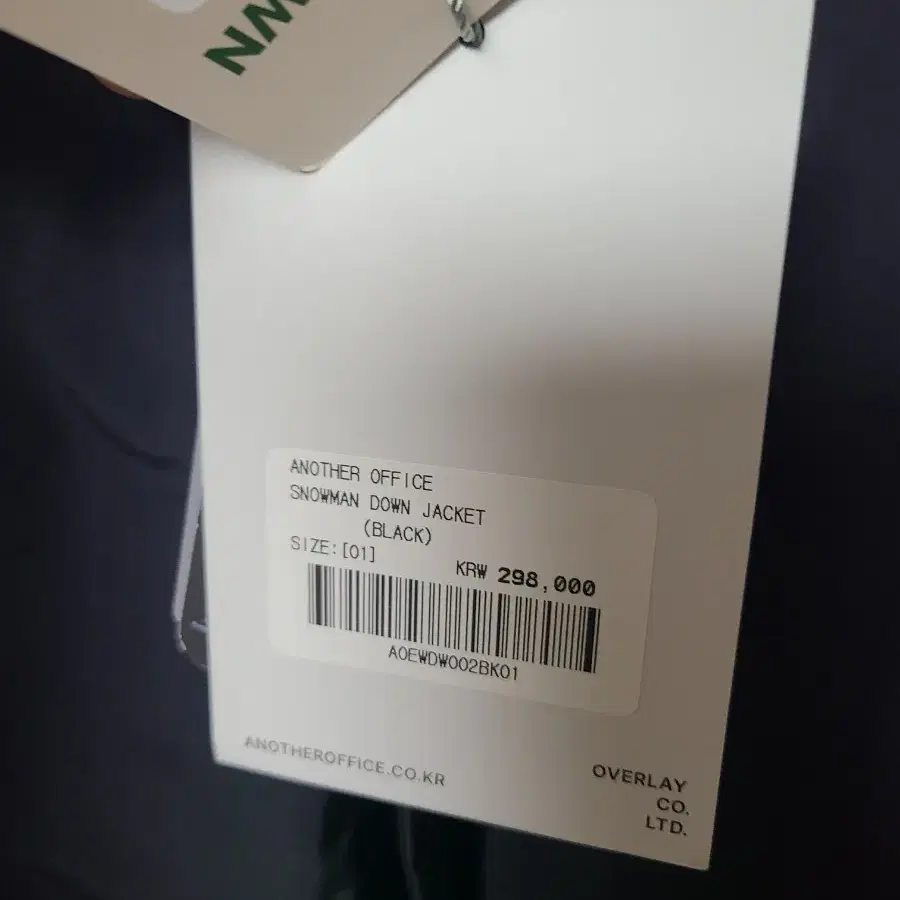 ANOTHER OFFICE
SNOWMAN DOWN JACKET
(BLACK)
SIZE:[01]
KRW 298,000
AOEWDW002BK01
ANOTHEROFFICE.CO.KR
OVERLAY
CO.
LTD.